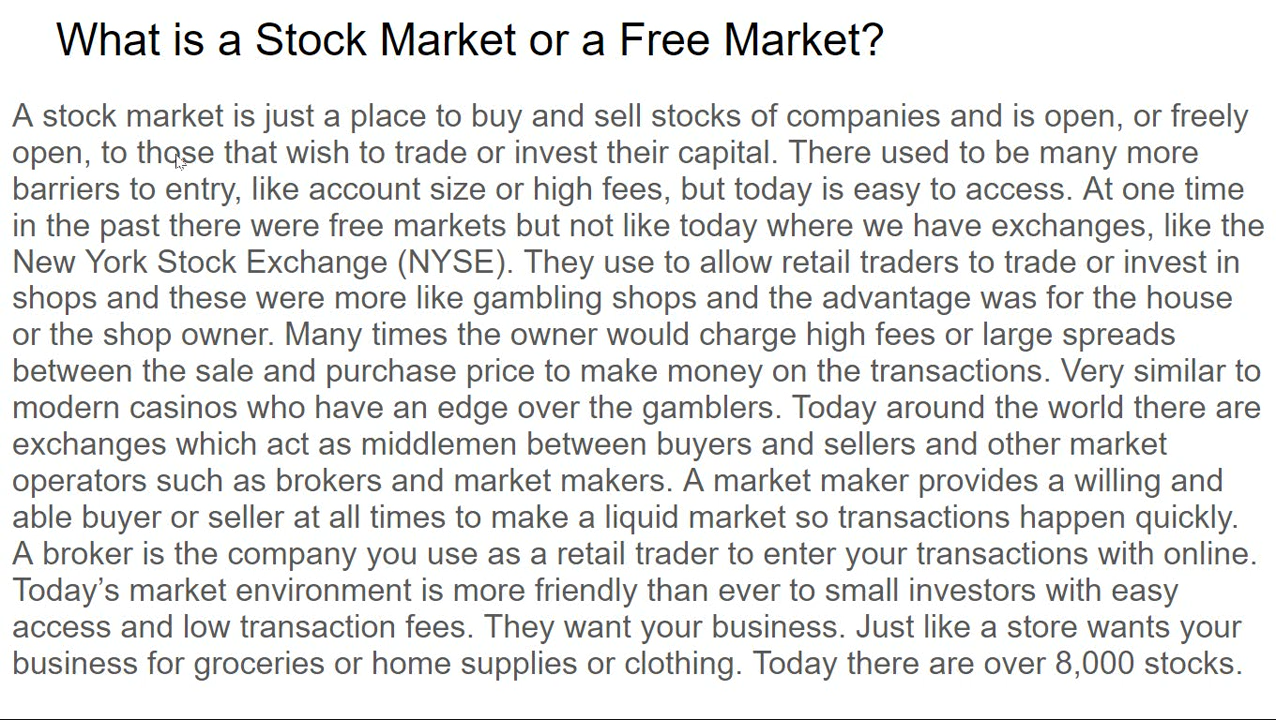 What is a Stock Market or a Free Market?
A stock market is just a place to buy and sell stocks of companies and is open, or freely
open, to those that wish to trade or invest their capital. There used to be many more
barriers to entry, like account size or high fees, but today is easy to access. At one time
in the past there were free markets but not like today where we have exchanges, like the
New York Stock Exchange (NYSE). They use to allow retail traders to trade or invest in
shops and these were more like gambling shops and the advantage was for the house
or the shop owner. Many times the owner would charge high fees or large spreads
between the sale and purchase price to make money on the transactions. Very similar to
modern casinos who have an edge over the gamblers. Today around the world there are
exchanges which act as middlemen between buyers and sellers and other market
operators such as brokers and market makers. A market maker provides a willing and
able buyer or seller at all times to make a liquid market so transactions happen quickly.
A broker is the company you use as a retail trader to enter your transactions with online.
Today’s market environment is more friendly than ever to small investors with easy
access and low transaction fees. They want your business. Just like a store wants your
business for groceries or home supplies or clothing. Today there are over 8,000 stocks.